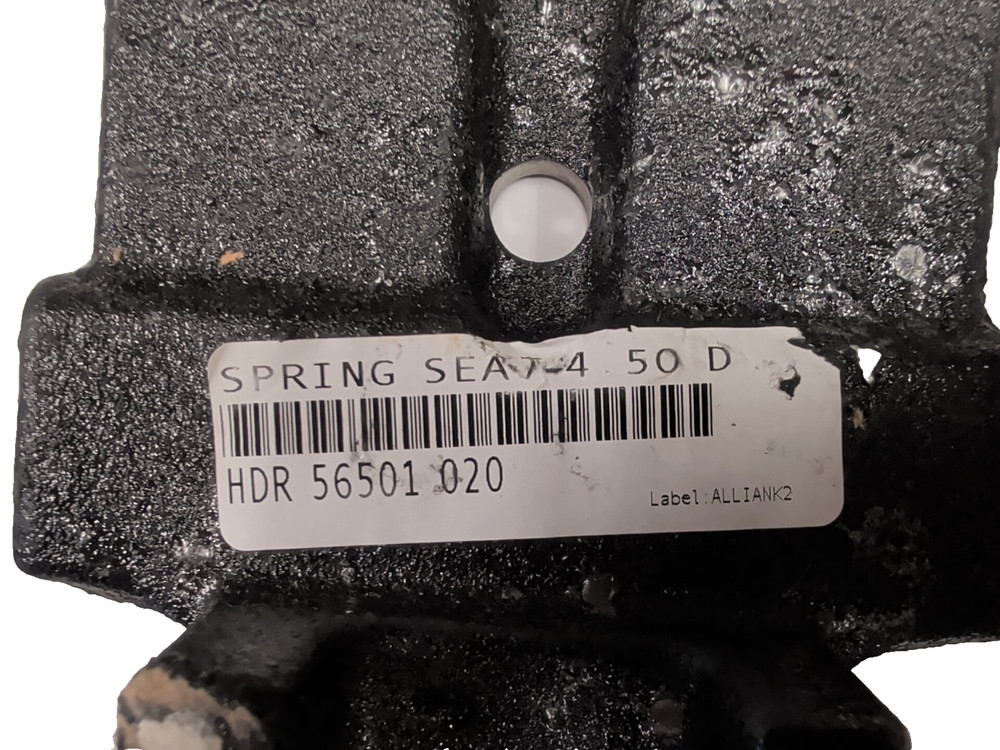 SPRING SEAT 4.50 D
HDR 56501 020
Label:ALLIANK2